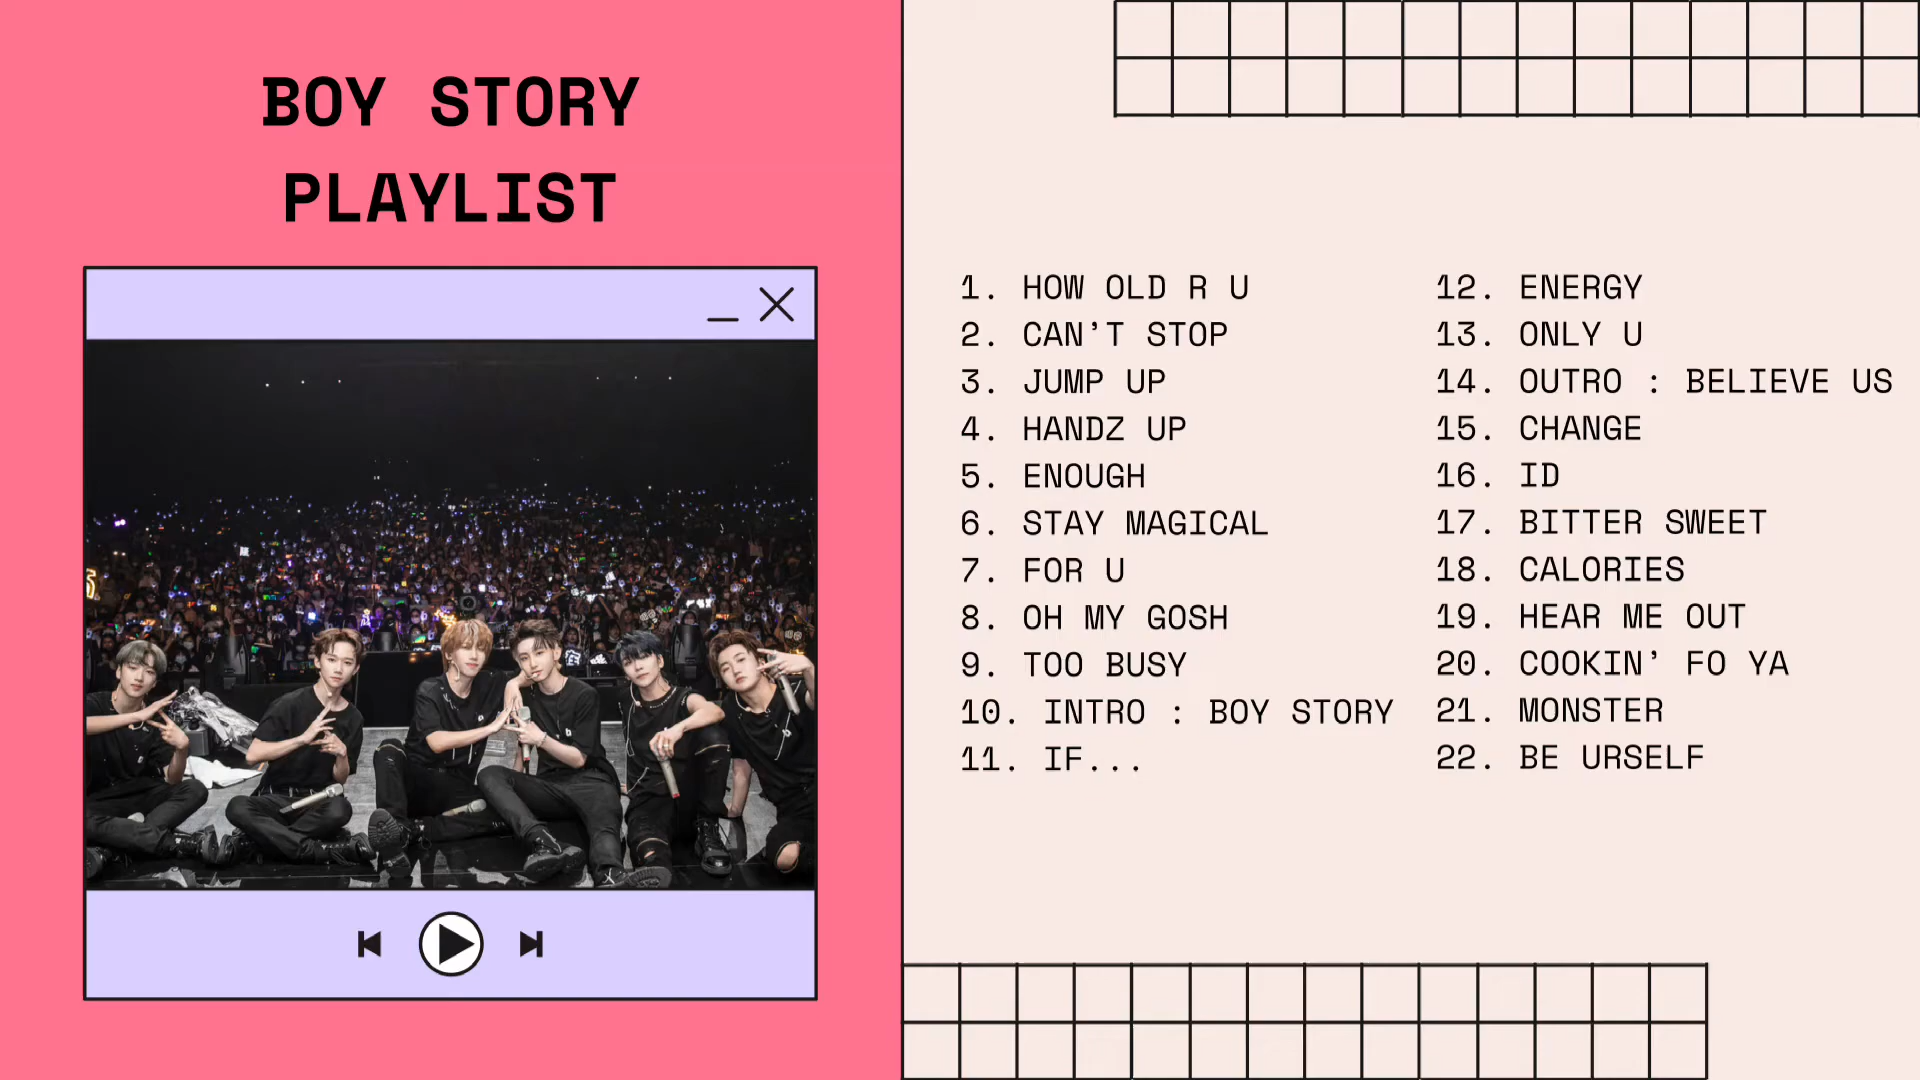 BOY STORY
PLAYLIST
1. HOW OLD R U
2. CAN'T STOP
3. JUMP UP
4. HANDZ UP
5. ENOUGH
6. STAY MAGICAL
7. FOR U
8. OH MY GOSH
9. TOO BUSY
10. INTRO : BOY STORY
11. IF...
12. ENERGY
13. ONLY U
14. OUTRO : BELIEVE US
15. CHANGE
16. ID
17. BITTER SWEET
18. CALORIES
19. HEAR ME OUT
20. COOKIN' FO YA
21. MONSTER
22. BE URSELF